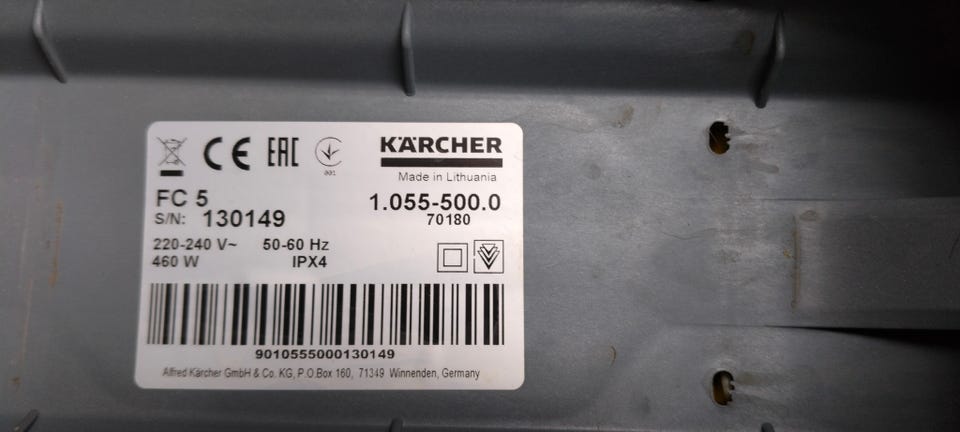 CE EAC
001
KÄRCHER
Made in Lithuania
FC 5
1.055-500.0
S/N: 130149
70180
220-240 V~ 50-60 Hz
460 W IPX4
9010555000130149
Alfred Kärcher GmbH & Co. KG, P.O.Box 160, 71349 Winnenden, Germany